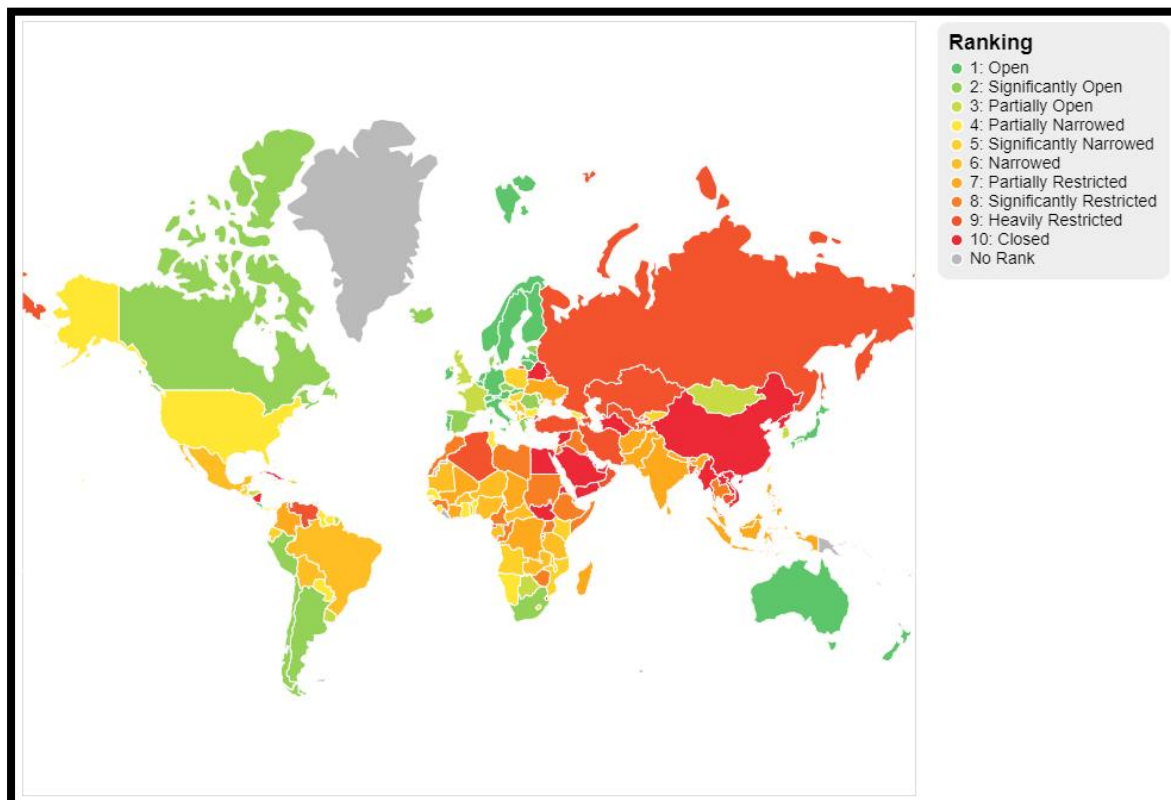 Ranking
1: Open
2: Significantly Open
3: Partially Open
4: Partially Narrowed
5: Significantly Narrowed
6: Narrowed
7: Partially Restricted
8: Significantly Restricted
9: Heavily Restricted
10: Closed
No Rank